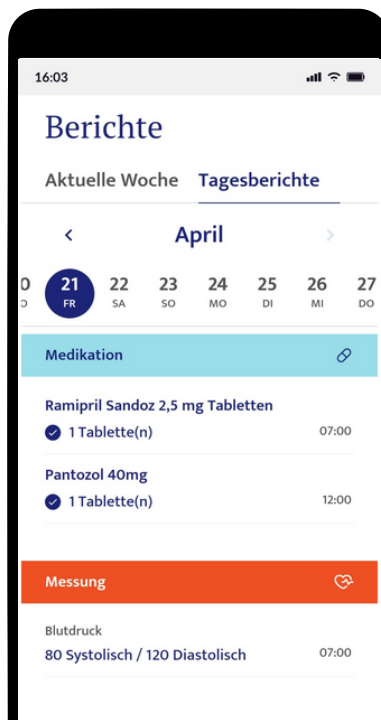 16:03
Berichte
Aktuelle Woche Tagesberichte
April
21 22 23 24 25 26 27
FR SA SO MO DI MI DO
Medikation
Ramipril Sandoz 2,5 mg Tabletten
1 Tablette(n) 07:00
Pantozol 40mg
1 Tablette(n) 12:00
Messung
Blutdruck
80 Systolisch / 120 Diastolisch 07:00